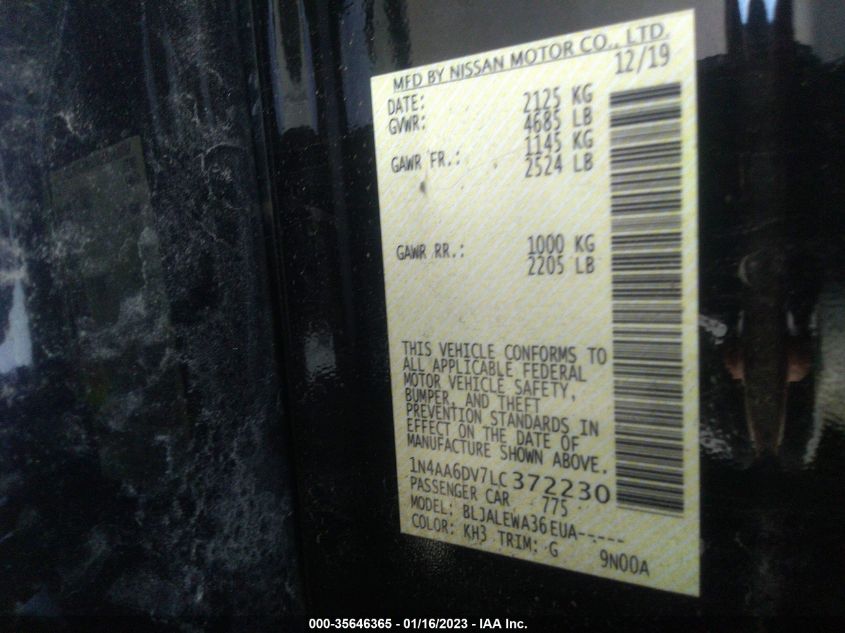 MFD BY NISSAN MOTOR CO., LTD.
DATE: 12/19
GVWR: 2125 KG
4685 LB
GAWR FR.: 1145 KG
2524 LB
GAWR RR.: 1000 KG
2205 LB
THIS VEHICLE CONFORMS TO
ALL APPLICABLE FEDERAL
MOTOR VEHICLE SAFETY,
BUMPER, AND THEFT
PREVENTION STANDARDS IN
EFFECT ON THE DATE OF
MANUFACTURE SHOWN ABOVE.
1N4AA6DV7LC372230
PASSENGER CAR 775
MODEL: BLJALEWA36EUA-----
COLOR: KH3 TRIM: G 9N00A
000-35646365 - 01/16/2023 - IAA Inc.